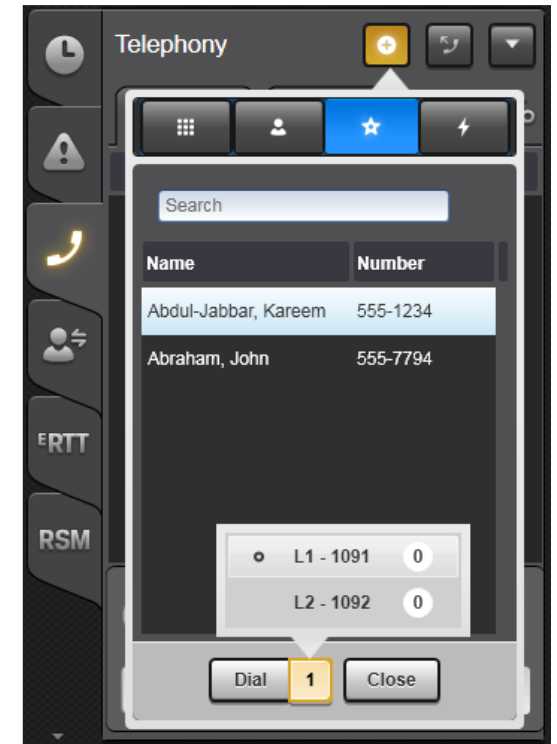 Telephony
Search
Name Number
Abdul-Jabbar, Kareem 555-1234
Abraham, John 555-7794
ERTT
RSM
L1 - 1091 0
L2 - 1092 0
Dial 1 Close